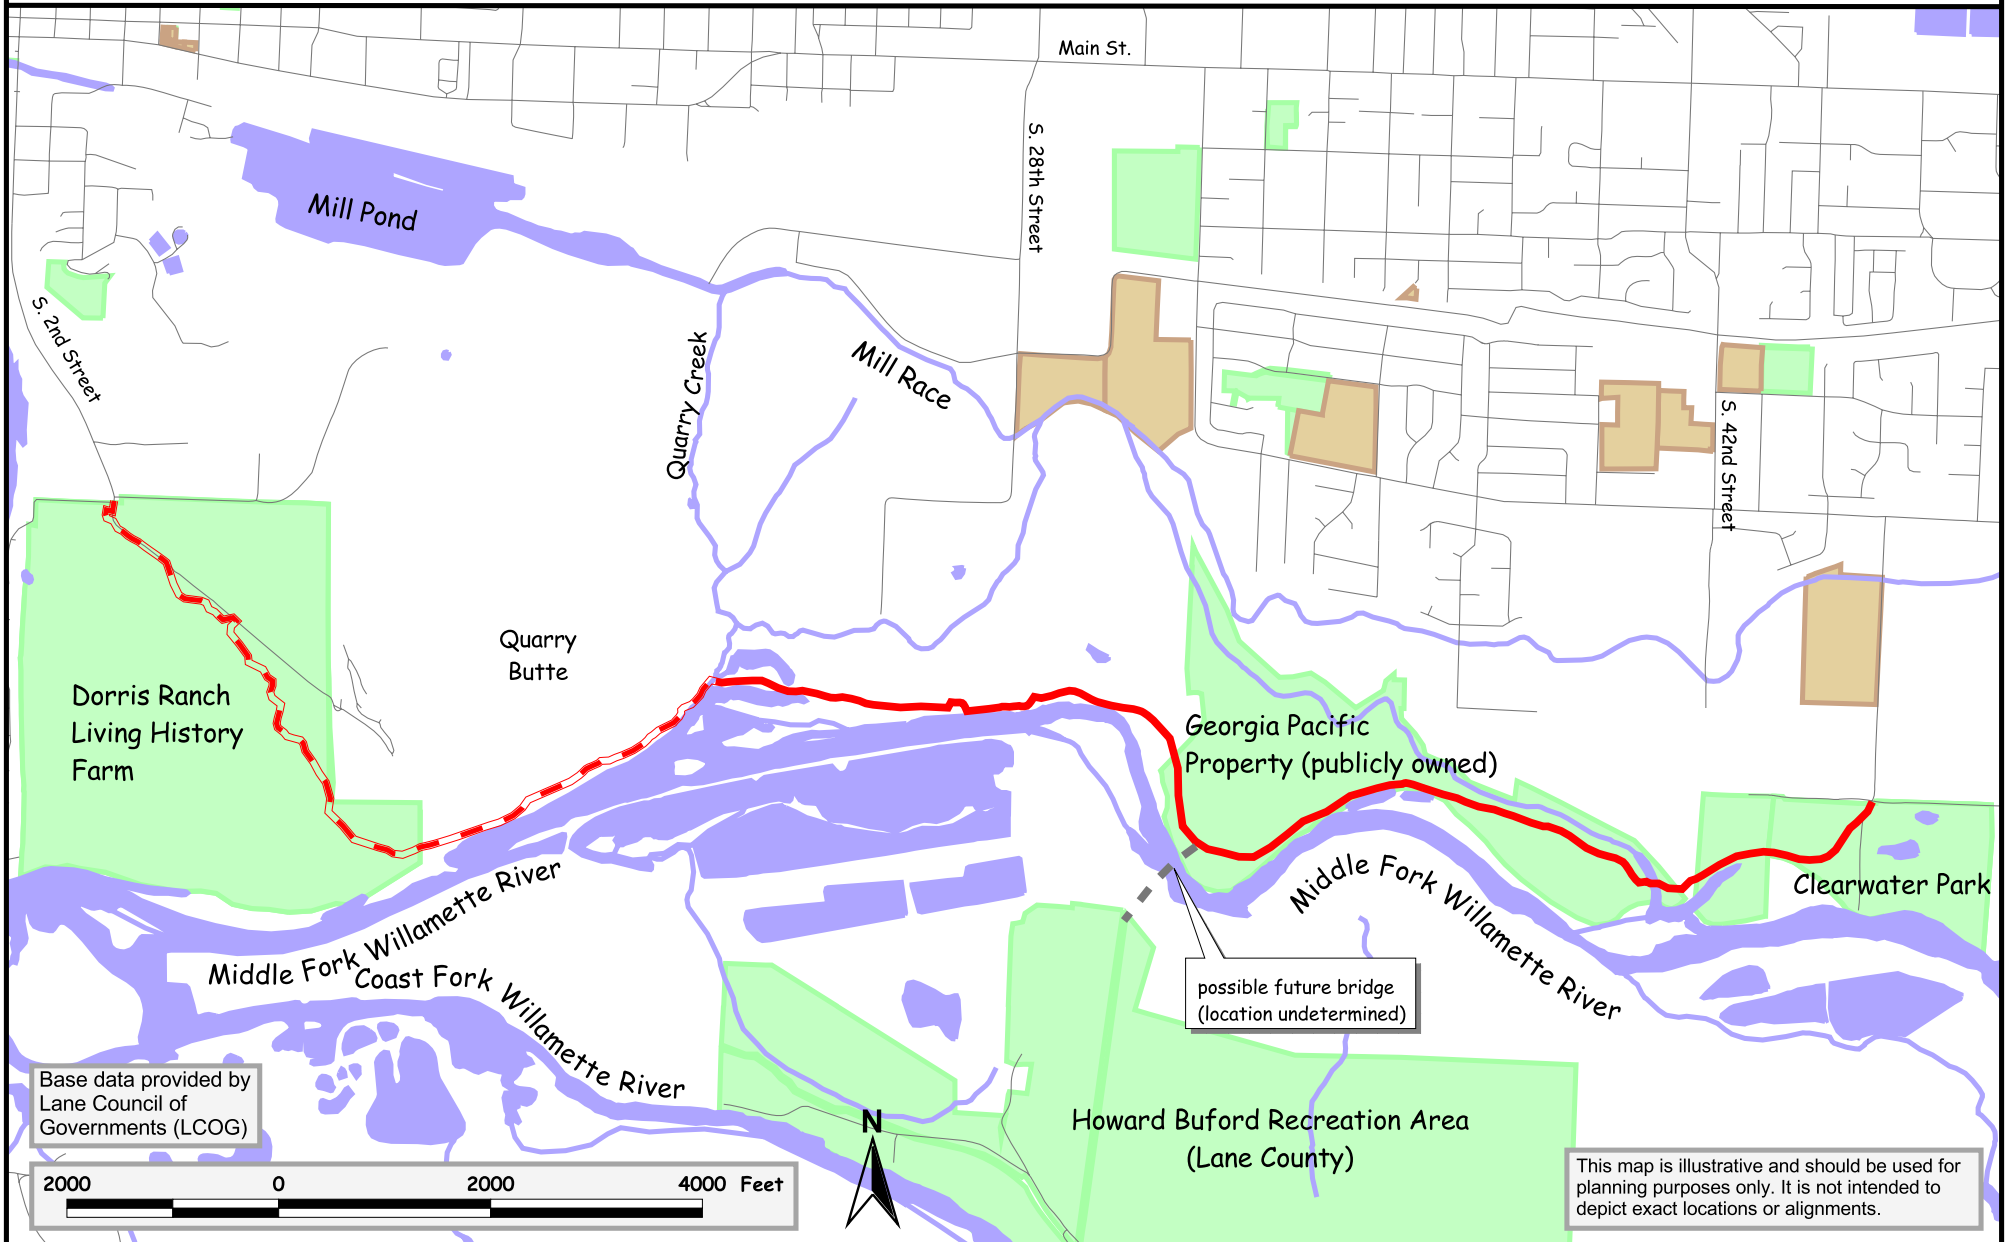 Main St.
S. 28th Street
Mill Pond
S. 2nd Street
Quarry Creek
Mill Race
S. 42nd Street
Quarry
Butte
Dorris Ranch
Living History
Farm
Georgia Pacific
Property (publicly owned)
Clearwater Park
Middle Fork Willamette River
Middle Fork Willamette River
Coast Fork Willamette River
possible future bridge
(location undetermined)
Howard Buford Recreation Area
(Lane County)
Base data provided by
Lane Council of
Governments (LCOG)
N
2000 0 2000 4000 Feet
This map is illustrative and should be used for
planning purposes only. It is not intended to
depict exact locations or alignments.